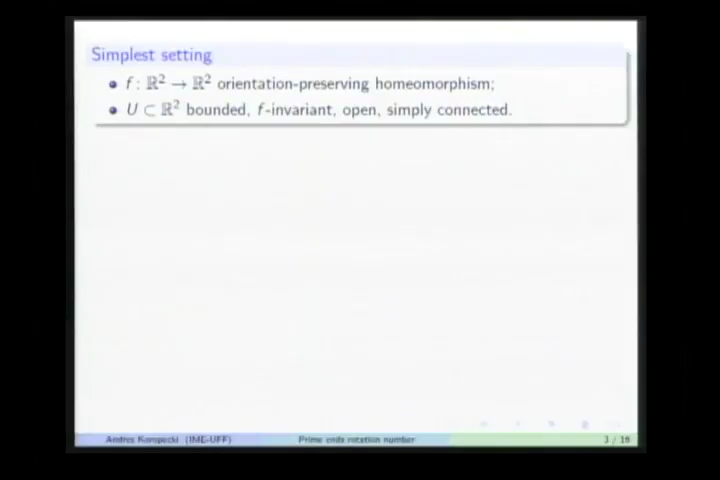 Simplest setting
f : ℝ² → ℝ² orientation-preserving homeomorphism;
U ⊂ ℝ² bounded, f-invariant, open, simply connected.
Andres Koropecki (IME-UFF) Prime ends rotation number 3 / 16